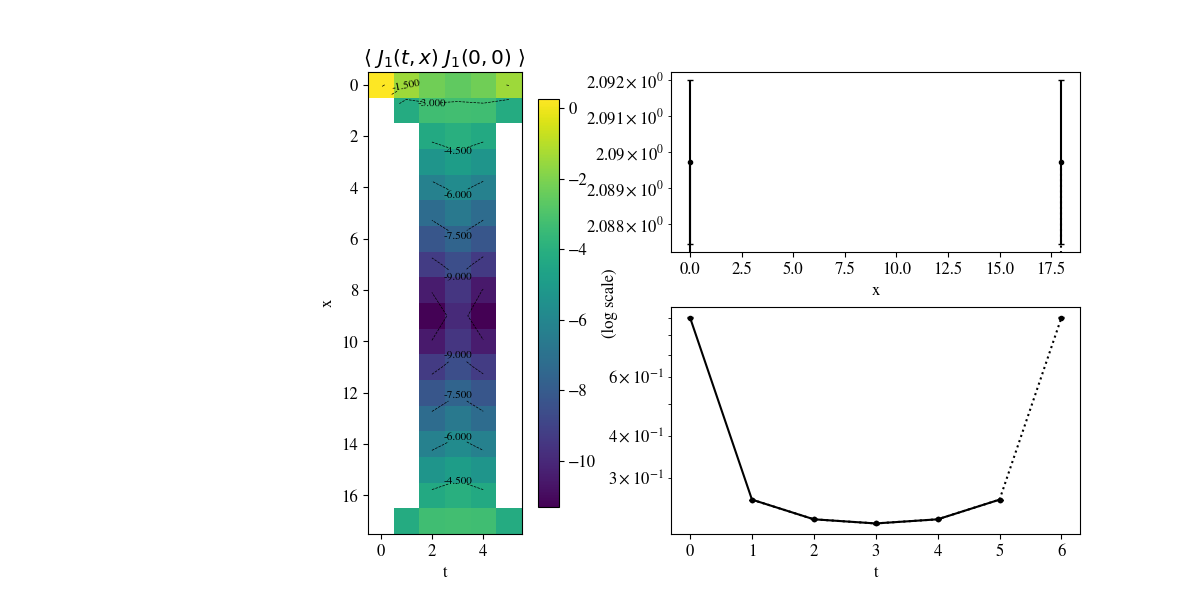 ⟨ J₁(t, x) J₁(0, 0) ⟩
0
2
4
6
8
10
12
14
16
x
0 2 4
t
-1.500
-3.000
-4.500
-6.000
-7.500
-9.000
-9.000
-7.500
-6.000
-4.500
0
−2
−4
−6
−8
−10
(log scale)
2.092 × 10⁰
2.091 × 10⁰
2.09 × 10⁰
2.089 × 10⁰
2.088 × 10⁰
0.0 2.5 5.0 7.5 10.0 12.5 15.0 17.5
x
6 × 10⁻¹
4 × 10⁻¹
3 × 10⁻¹
0 1 2 3 4 5 6
t